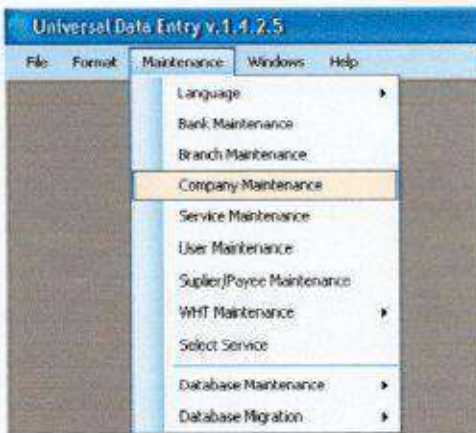 Universal Data Entry v.1.4.2.5
File Format Maintenance Windows Help
Language
Bank Maintenance
Branch Maintenance
Company Maintenance
Service Maintenance
User Maintenance
Suplier/Payee Maintenance
WHT Maintenance
Select Service
Database Maintenance
Database Migration